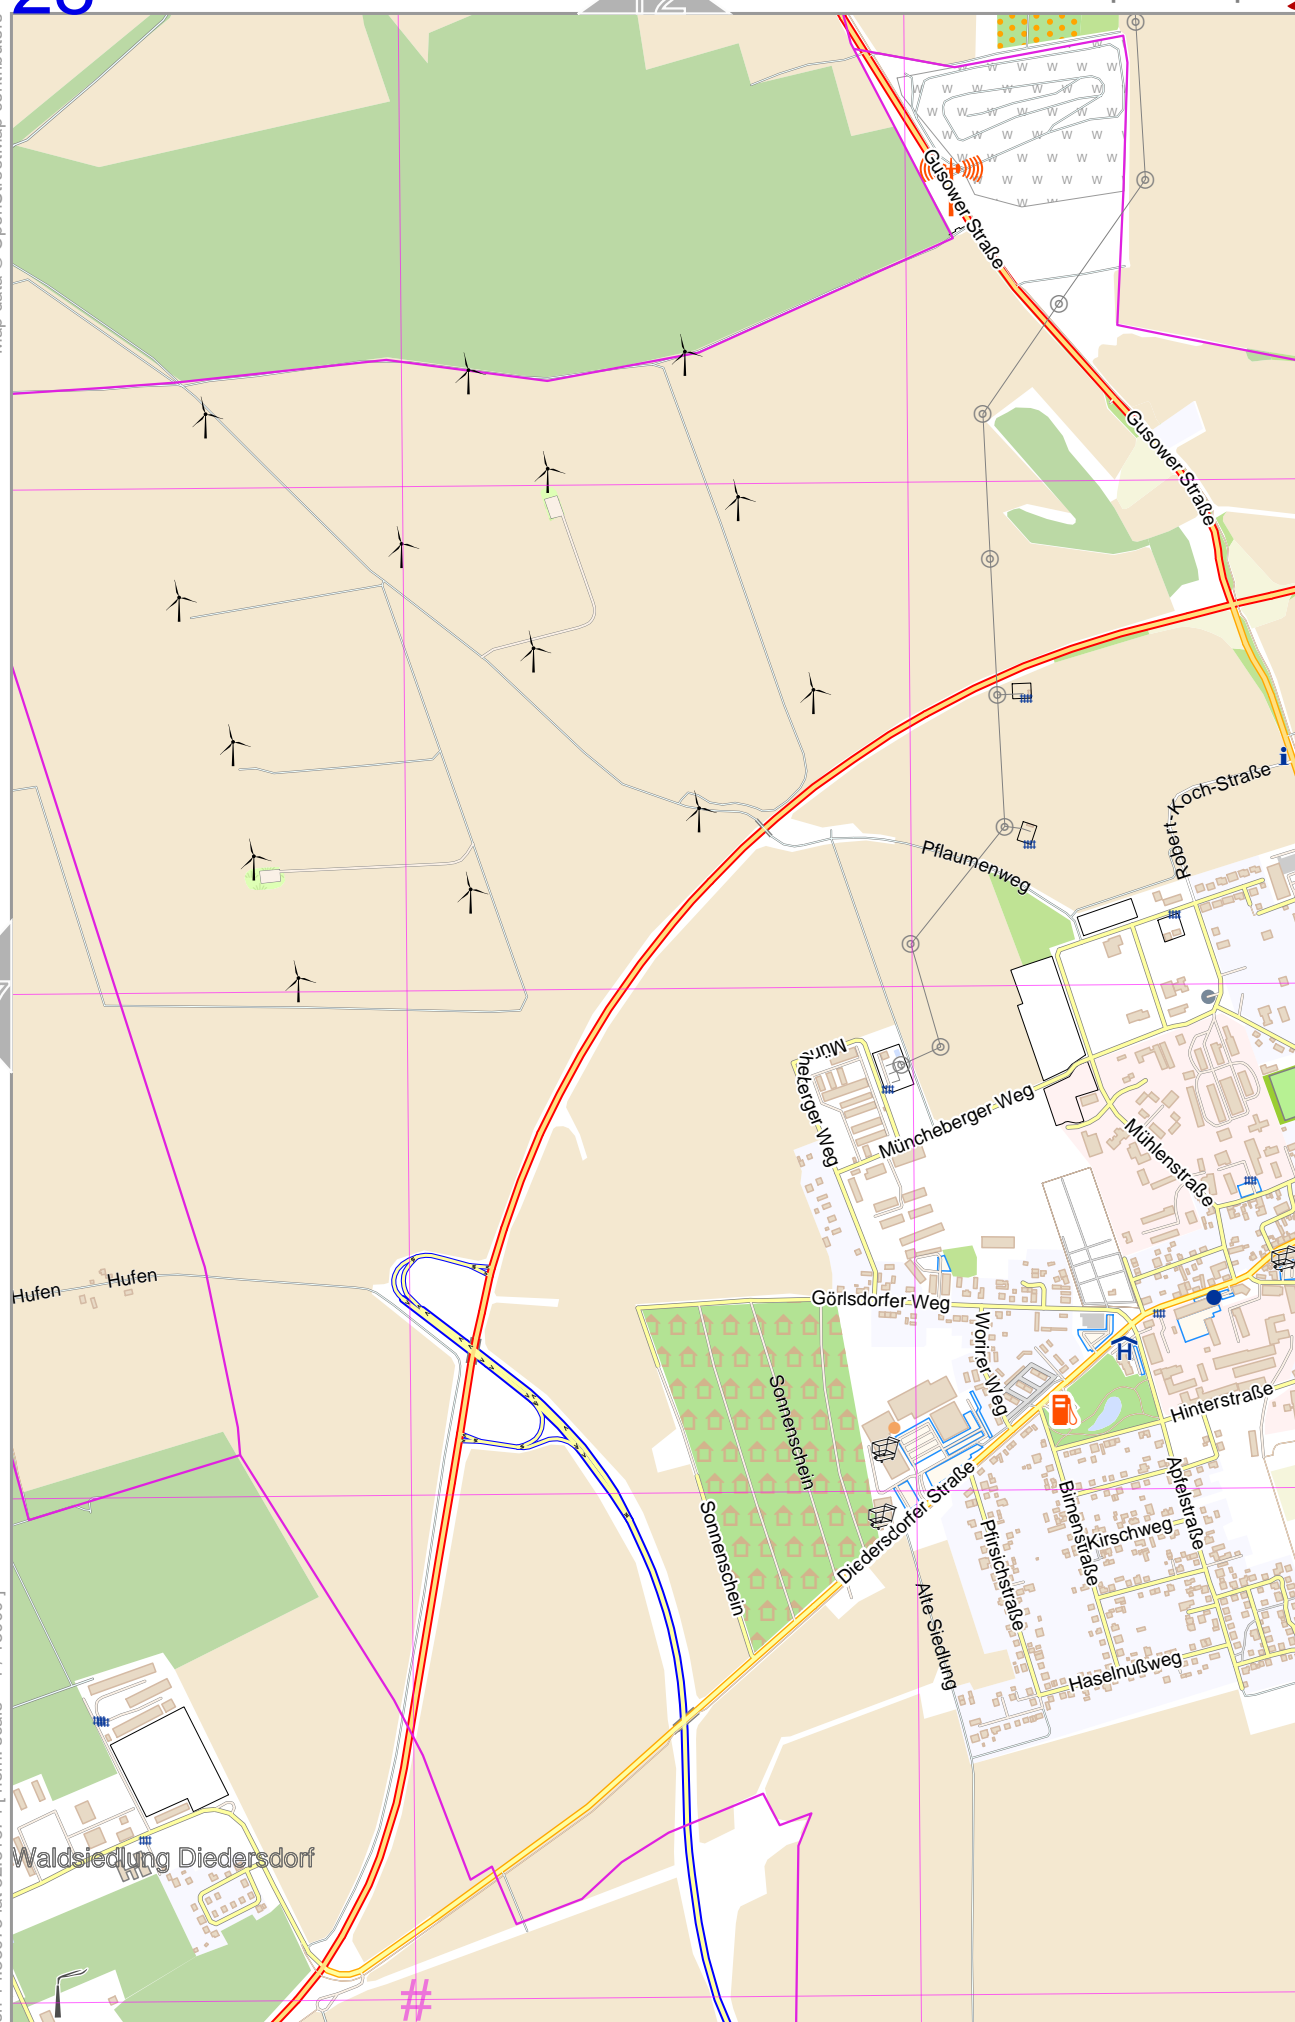 Gusower-Straße
Gusower-Straße
Robert-Koch-Straße
Pflaumenweg
Müncheberger Weg
Mühlenstraße
Hufen
Hufen
Görlsdorfer Weg
Woriner Weg
H
Hinterstraße
Sonnenschein
Sonnenschein
Diedersdorfer Straße
Apfelstraße
Birnenstraße
Kirschweg
Pfirsichstraße
Alte Siedlung
Haselnußweg
Waldsiedlung Diedersdorf
#